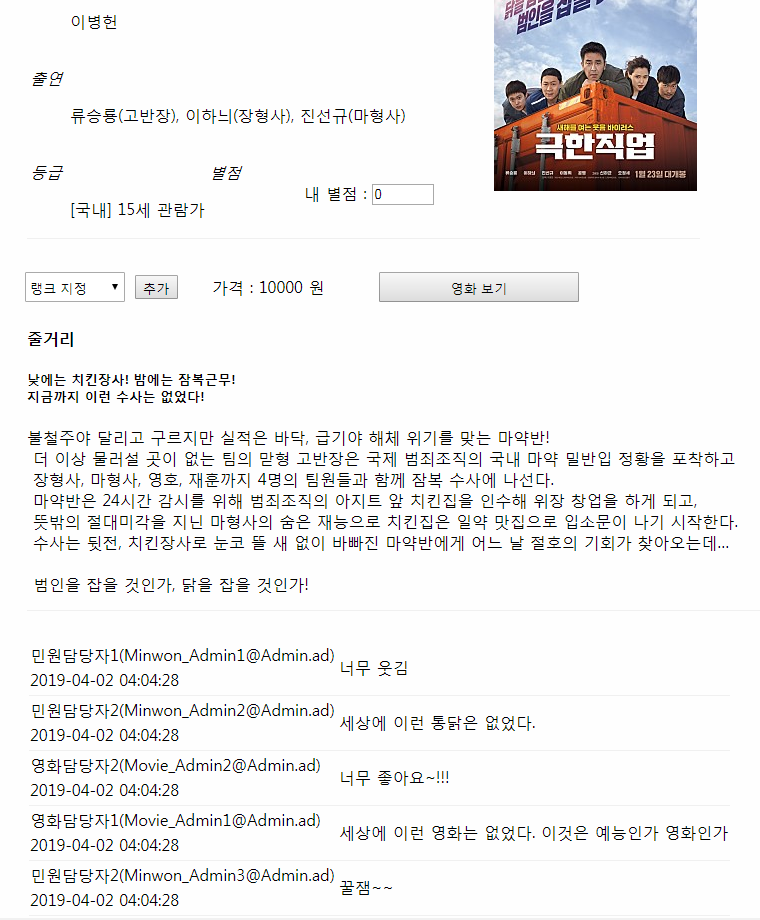 이병헌
출연
류승룡(고반장), 이하늬(장형사), 진선규(마형사)
새해를 여는 웃음 바이러스
극한직업
1월 23일 대개봉
등급
별점
내 별점 : 0
[국내] 15세 관람가
랭크 지정
추가
가격 : 10000 원
영화 보기
줄거리
낮에는 치킨장사! 밤에는 잠복근무!
지금까지 이런 수사는 없었다!
불철주야 달리고 구르지만 실적은 바닥, 급기야 해체 위기를 맞는 마약반!
더 이상 물러설 곳이 없는 팀의 맏형 고반장은 국제 범죄조직의 국내 마약 밀반입 정황을 포착하고
장형사, 마형사, 영호, 재훈까지 4명의 팀원들과 함께 잠복 수사에 나선다.
마약반은 24시간 감시를 위해 범죄조직의 아지트 앞 치킨집을 인수해 위장 창업을 하게 되고,
뜻밖의 절대미각을 지닌 마형사의 숨은 재능으로 치킨집은 일약 맛집으로 입소문이 나기 시작한다.
수사는 뒷전, 치킨장사로 눈코 뜰 새 없이 바빠진 마약반에게 어느 날 절호의 기회가 찾아오는데...
범인을 잡을 것인가, 닭을 잡을 것인가!
민원담당자1(Minwon_Admin1@Admin.ad)
2019-04-02 04:04:28
너무 웃김
민원담당자2(Minwon_Admin2@Admin.ad)
2019-04-02 04:04:28
세상에 이런 통닭은 없었다.
영화담당자2(Movie_Admin2@Admin.ad)
2019-04-02 04:04:28
너무 좋아요~!!!
영화담당자1(Movie_Admin1@Admin.ad)
2019-04-02 04:04:28
세상에 이런 영화는 없었다. 이것은 예능인가 영화인가
민원담당자2(Minwon_Admin3@Admin.ad)
2019-04-02 04:04:28
꿀잼~~